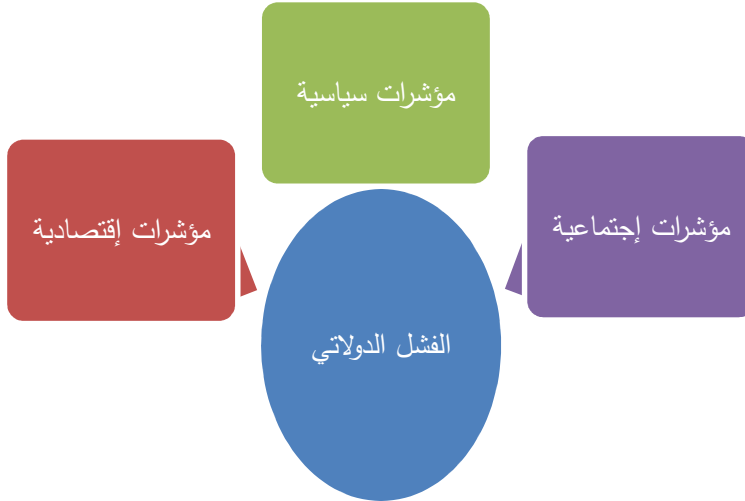 مؤشرات سياسية
مؤشرات إجتماعية
مؤشرات إقتصادية
الفشل الدولاتي